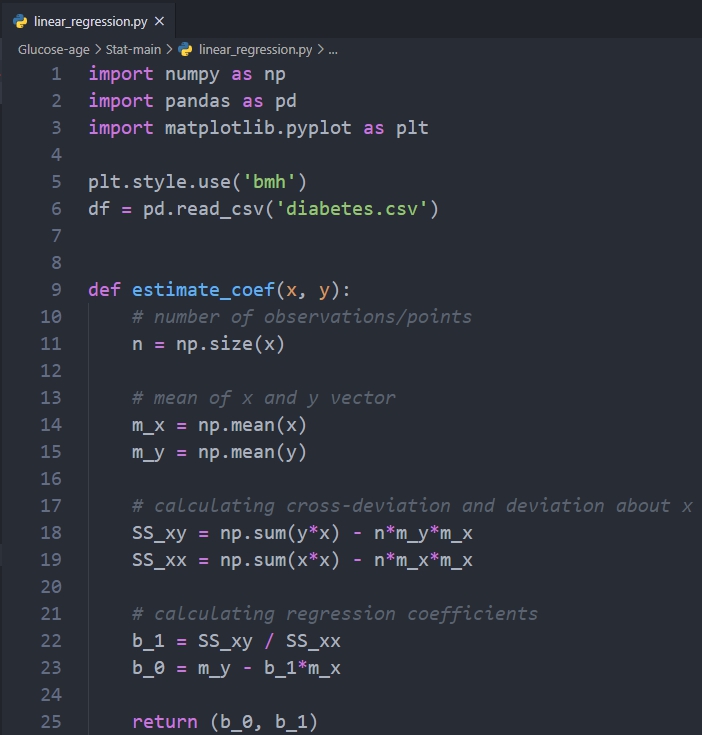 linear_regression.py ×
Glucose-age > Stat-main > linear_regression.py > ...
1 import numpy as np
2 import pandas as pd
3 import matplotlib.pyplot as plt
4
5 plt.style.use('bmh')
6 df = pd.read_csv('diabetes.csv')
7
8
9 def estimate_coef(x, y):
10     # number of observations/points
11     n = np.size(x)
12
13     # mean of x and y vector
14     m_x = np.mean(x)
15     m_y = np.mean(y)
16
17     # calculating cross-deviation and deviation about x
18     SS_xy = np.sum(y*x) - n*m_y*m_x
19     SS_xx = np.sum(x*x) - n*m_x*m_x
20
21     # calculating regression coefficients
22     b_1 = SS_xy / SS_xx
23     b_0 = m_y - b_1*m_x
24
25     return (b_0, b_1)